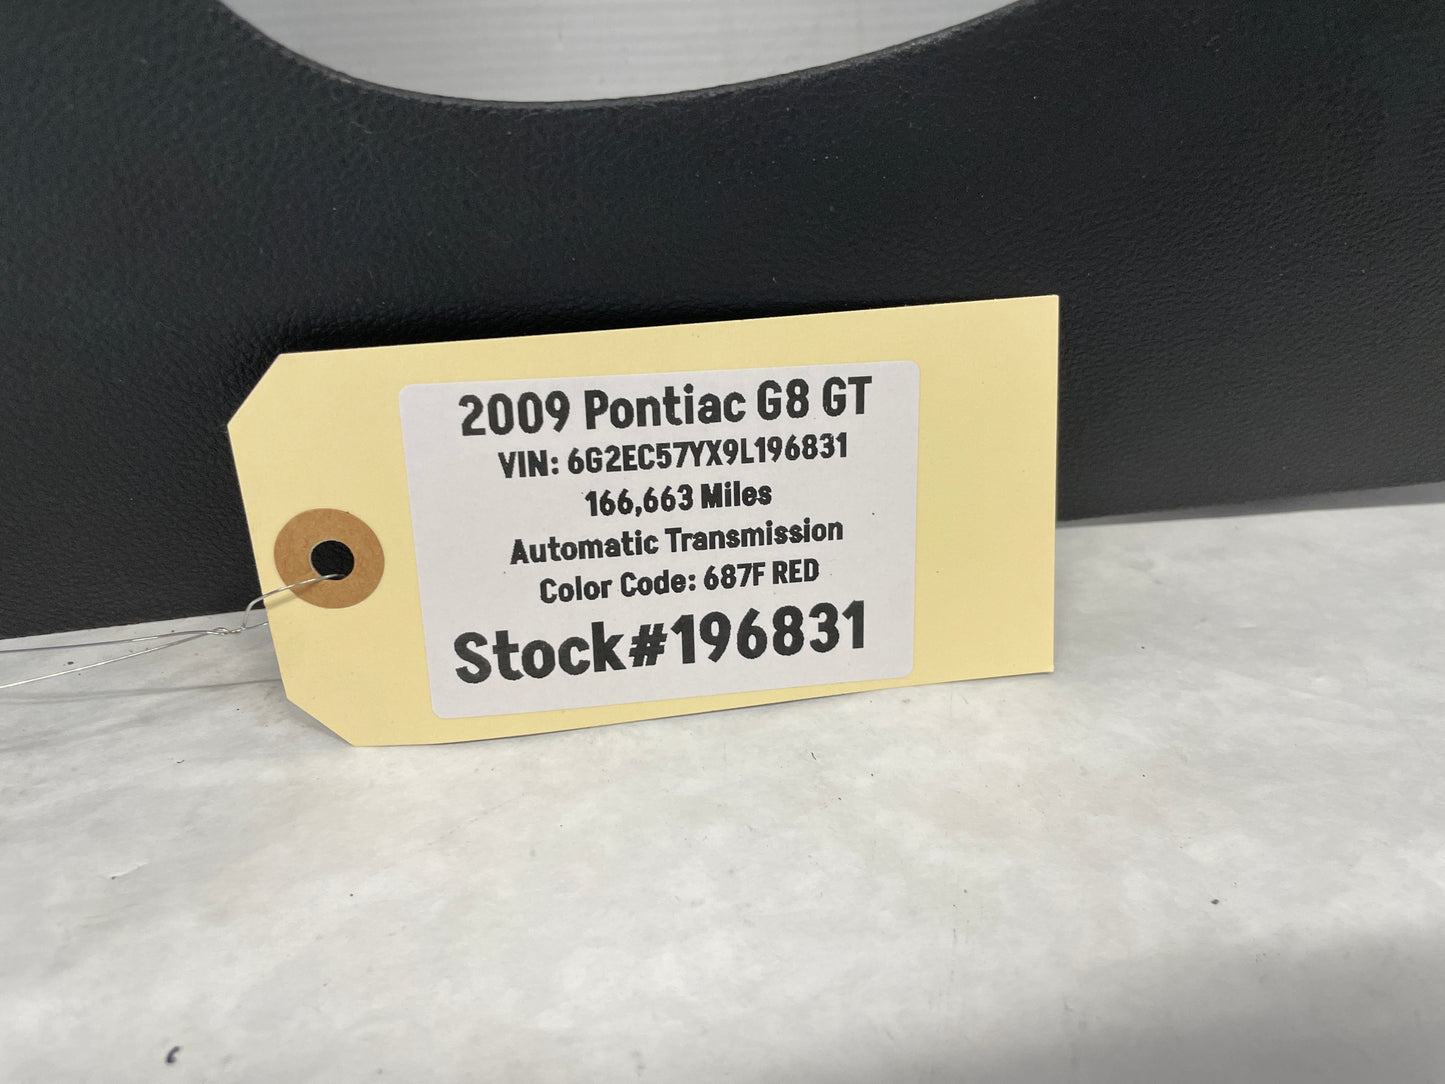 2009 Pontiac G8 GT
VIN: 6G2EC57YX9L196831
166,663 Miles
Automatic Transmission
Color Code: 687F RED
Stock#196831